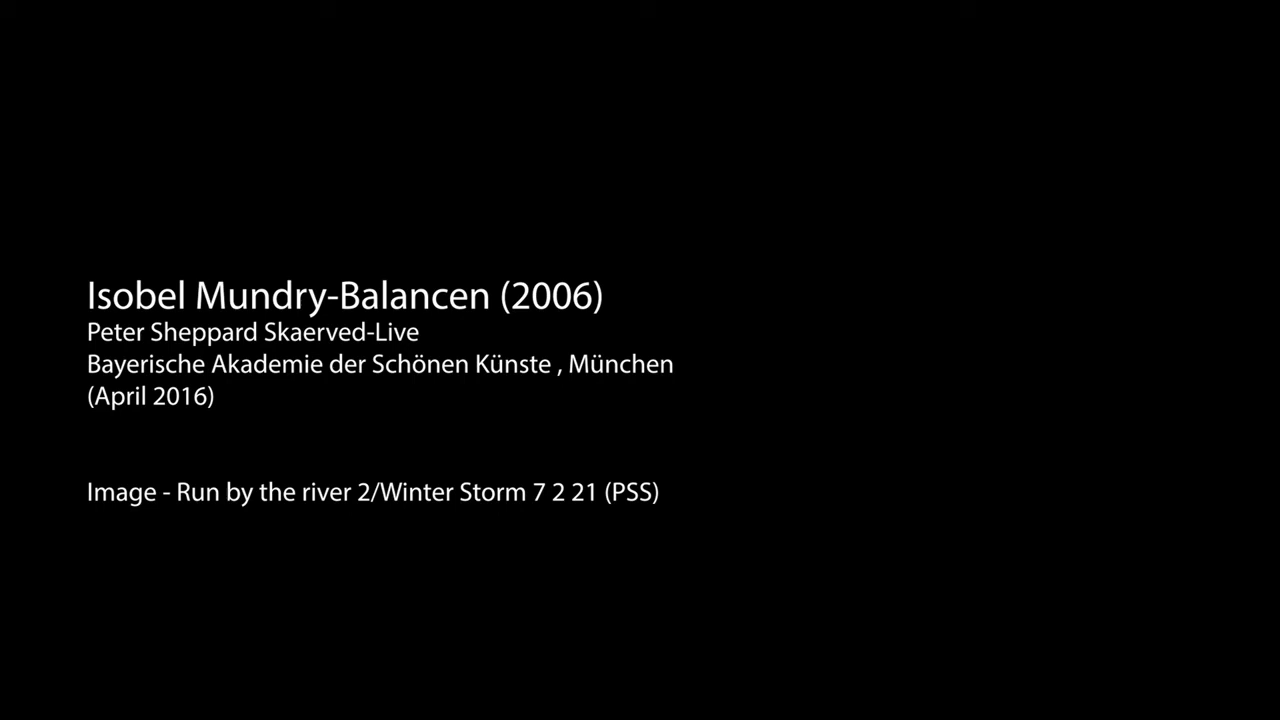 Isobel Mundry-Balancen (2006)
Peter Sheppard Skaerved-Live
Bayerische Akademie der Schönen Künste , München
(April 2016)
Image - Run by the river 2/Winter Storm 7 2 21 (PSS)